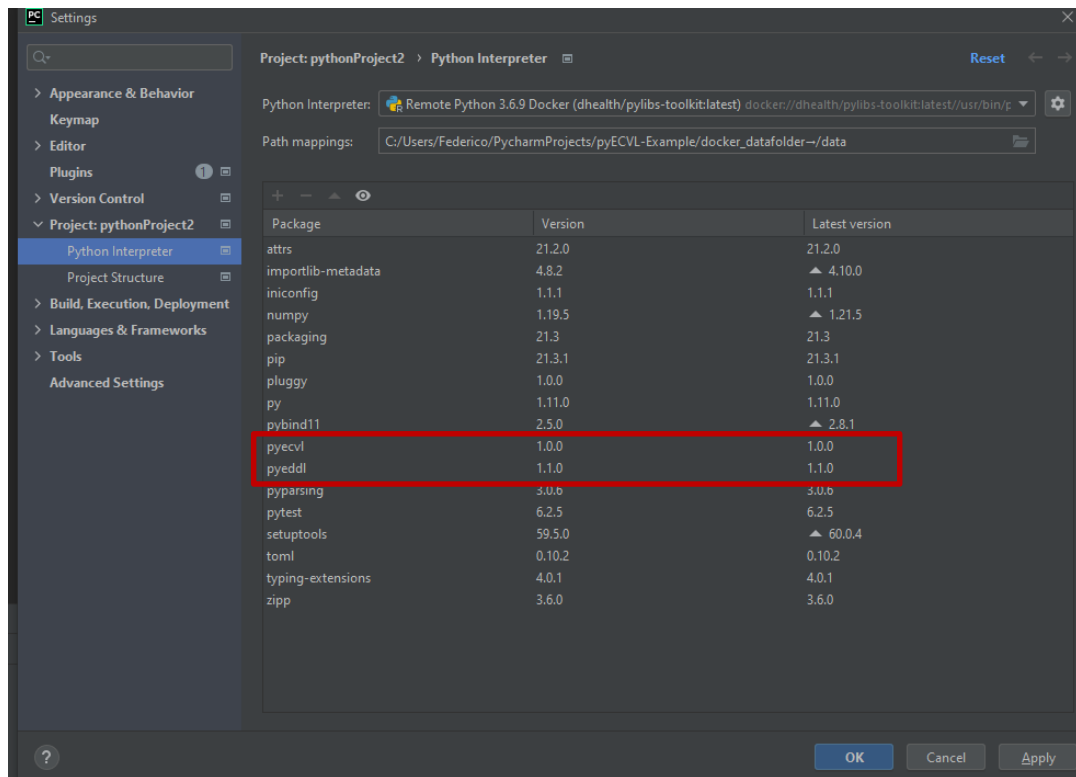 PC Settings
Project: pythonProject2 › Python Interpreter Reset
Appearance & Behavior
Keymap
Editor
Plugins 1
Version Control
Project: pythonProject2
Python Interpreter
Project Structure
Build, Execution, Deployment
Languages & Frameworks
Tools
Advanced Settings
Python Interpreter: Remote Python 3.6.9 Docker (dhealth/pylibs-toolkit:latest) docker://dhealth/pylibs-toolkit:latest//usr/bin/p
Path mappings: C:/Users/Federico/PycharmProjects/pyECVL-Example/docker_datafolder→/data
Package Version Latest version
attrs 21.2.0 21.2.0
importlib-metadata 4.8.2 4.10.0
iniconfig 1.1.1 1.1.1
numpy 1.19.5 1.21.5
packaging 21.3 21.3
pip 21.3.1 21.3.1
pluggy 1.0.0 1.0.0
py 1.11.0 1.11.0
pybind11 2.5.0 2.8.1
pyecvl 1.0.0 1.0.0
pyeddl 1.1.0 1.1.0
pyparsing 3.0.6 3.0.6
pytest 6.2.5 6.2.5
setuptools 59.5.0 60.0.4
toml 0.10.2 0.10.2
typing-extensions 4.0.1 4.0.1
zipp 3.6.0 3.6.0
? OK Cancel Apply